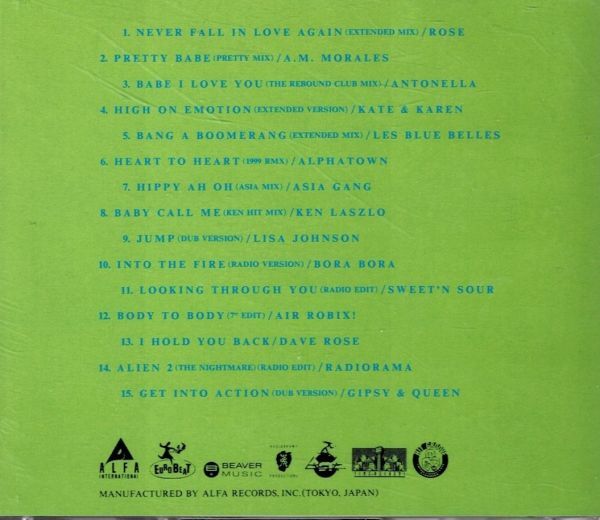 1. NEVER FALL IN LOVE AGAIN(EXTENDED MIX)/ROSE
2. PRETTY BABE(PRETTY MIX)/A.M. MORALES
3. BABE I LOVE YOU(THE REBOUND CLUB MIX)/ANTONELLA
4. HIGH ON EMOTION(EXTENDED VERSION)/KATE & KAREN
5. BANG A BOOMERANG(EXTENDED MIX)/LES BLUE BELLES
6. HEART TO HEART(1999 RMX)/ALPHATOWN
7. HIPPY AH OH(ASIA MIX)/ASIA GANG
8. BABY CALL ME(KEN HIT MIX)/KEN LASZLO
9. JUMP(DUB VERSION)/LISA JOHNSON
10. INTO THE FIRE(RADIO VERSION)/BORA BORA
11. LOOKING THROUGH YOU(RADIO EDIT)/SWEET'N SOUR
12. BODY TO BODY(7" EDIT)/AIR ROBIX!
13. I HOLD YOU BACK/DAVE ROSE
14. ALIEN 2(THE NIGHTMARE)(RADIO EDIT)/RADIORAMA
15. GET INTO ACTION(DUB VERSION)/GIPSY & QUEEN
ALFA
INTERNATIONAL
EUROBEAT
BEAVER
MUSIC
PRODUCTIONS
MANUFACTURED BY ALFA RECORDS, INC.(TOKYO, JAPAN)